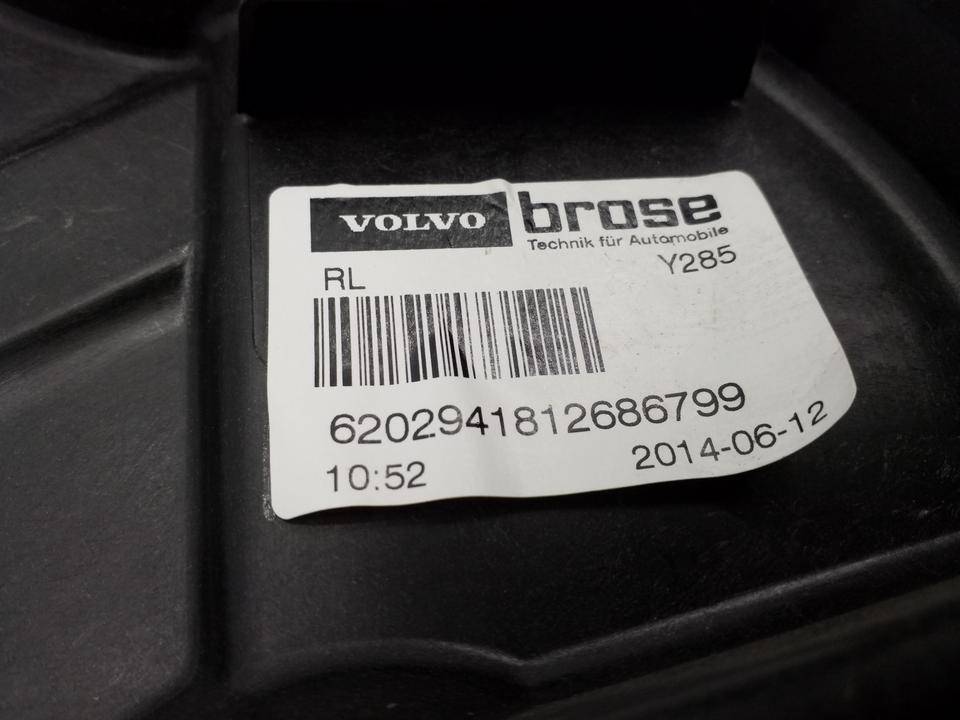 VOLVO
brose
Technik für Automobile
RL
Y285
6202941812686799
10:52
2014-06-12